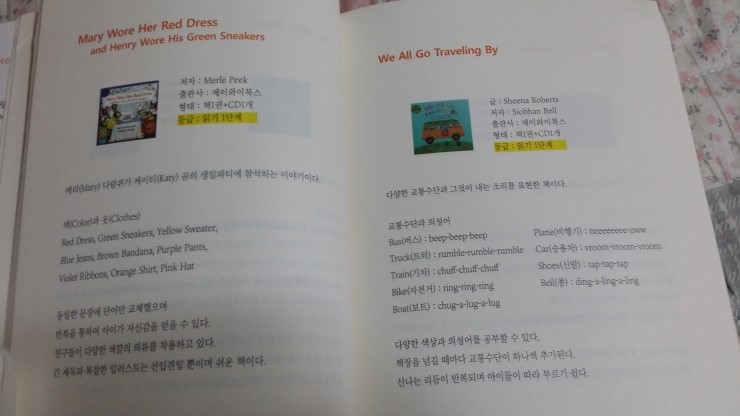 Mary Wore Her Red Dress
and Henry Wore His Green Sneakers
저자 : Merle Peek
출판사 : 제이와이북스
형태 : 책1권+CD1개
등급 : 읽기 1단계
메리(Mary) 다람쥐가 케이티(Katy) 곰의 생일파티에 참석하는 이야기이다.
색(Color)과 옷(Clothes)
Red Dress, Green Sneakers, Yellow Sweater,
Blue Jeans, Brown Bandana, Purple Pants,
Violet Ribbons, Orange Shirt, Pink Hat
동일한 문장에 단어만 교체했으며
반복을 통하여 아이가 자신감을 얻을 수 있다.
친구들이 다양한 색깔의 의류를 착용하고 있다.
긴 제목과 복잡한 일러스트는 선입견일 뿐이며 쉬운 책이다.
We All Go Traveling By
글 : Sheena Roberts
저자 : Siobhan Bell
출판사 : 제이와이북스
형태 : 책1권+CD1개
등급 : 읽기 1단계
다양한 교통수단과 그것이 내는 소리를 표현한 책이다.
교통수단과 의성어
Bus(버스) : beep-beep-beep
Truck(트럭) : rumble-rumble-rumble
Train(기차) : chuff-chuff-chuff
Bike(자전거) : ring-ring-ring
Boat(보트) : chug-a-lug-a-lug
Plane(비행기) : neeeeeeee-oww
Car(승용차) : vroom-vroom-vroom
Shoes(신발) : tap-tap-tap
Bell(종) : ding-a-ling-a-ling
다양한 색상과 의성어를 공부할 수 있다.
책장을 넘길 때마다 교통수단이 하나씩 추가된다.
신나는 리듬이 반복되며 아이들이 따라 부르기 쉽다.